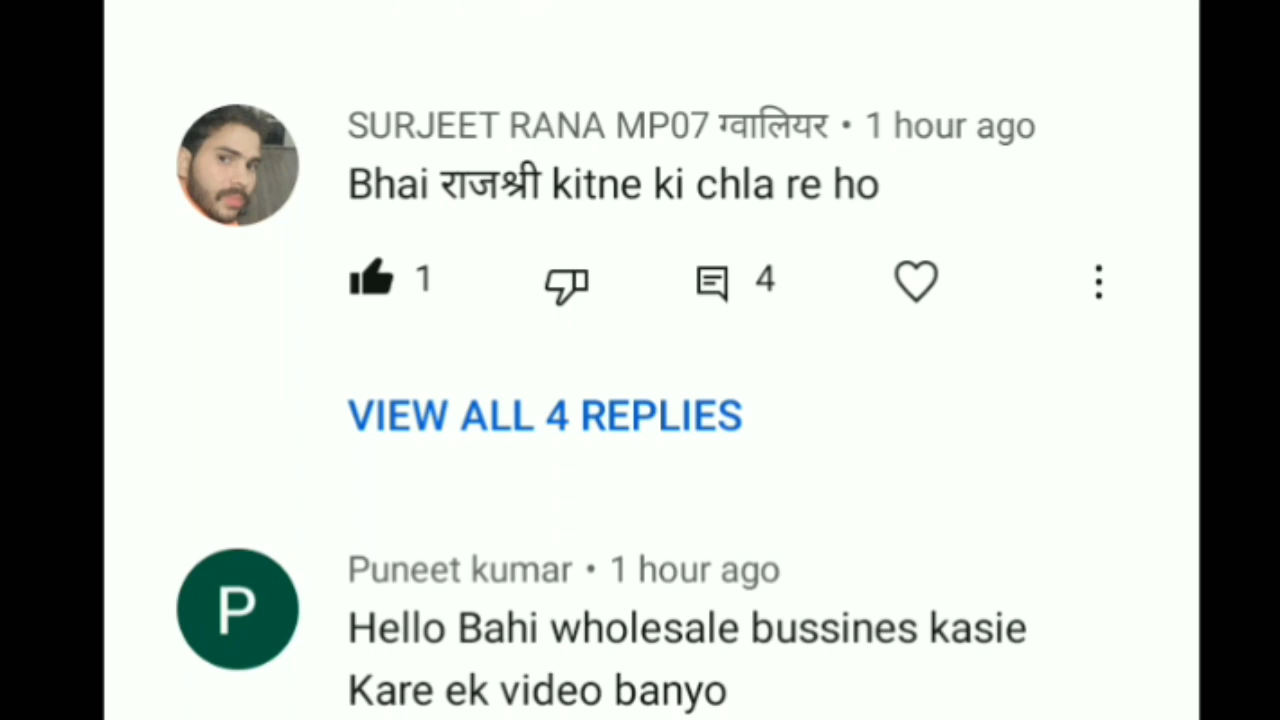 SURJEET RANA MP07 ग्वालियर • 1 hour ago
Bhai राजश्री kitne ki chla re ho
1 4
VIEW ALL 4 REPLIES
P
Puneet kumar • 1 hour ago
Hello Bahi wholesale bussines kasie
Kare ek video banyo